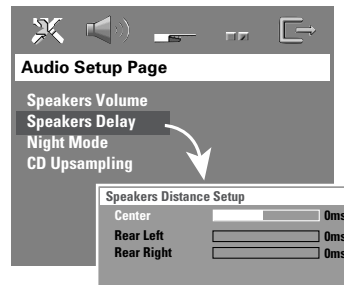 Audio Setup Page
Speakers Volume
Speakers Delay
Night Mode
CD Upsampling
Speakers Distance Setup
Center 0ms
Rear Left 0ms
Rear Right 0ms